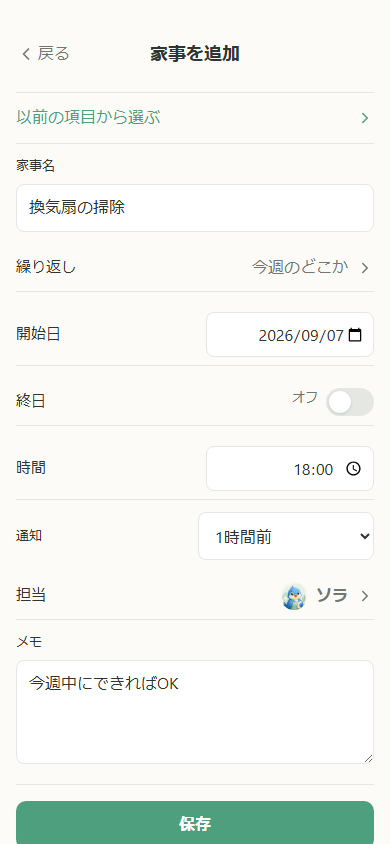 戻る
家事を追加
以前の項目から選ぶ
家事名
換気扇の掃除
繰り返し
今週のどこか
開始日
2026/09/07
終日
オフ
時間
18:00
通知
1時間前
担当
ソラ
メモ
今週中にできればOK
保存